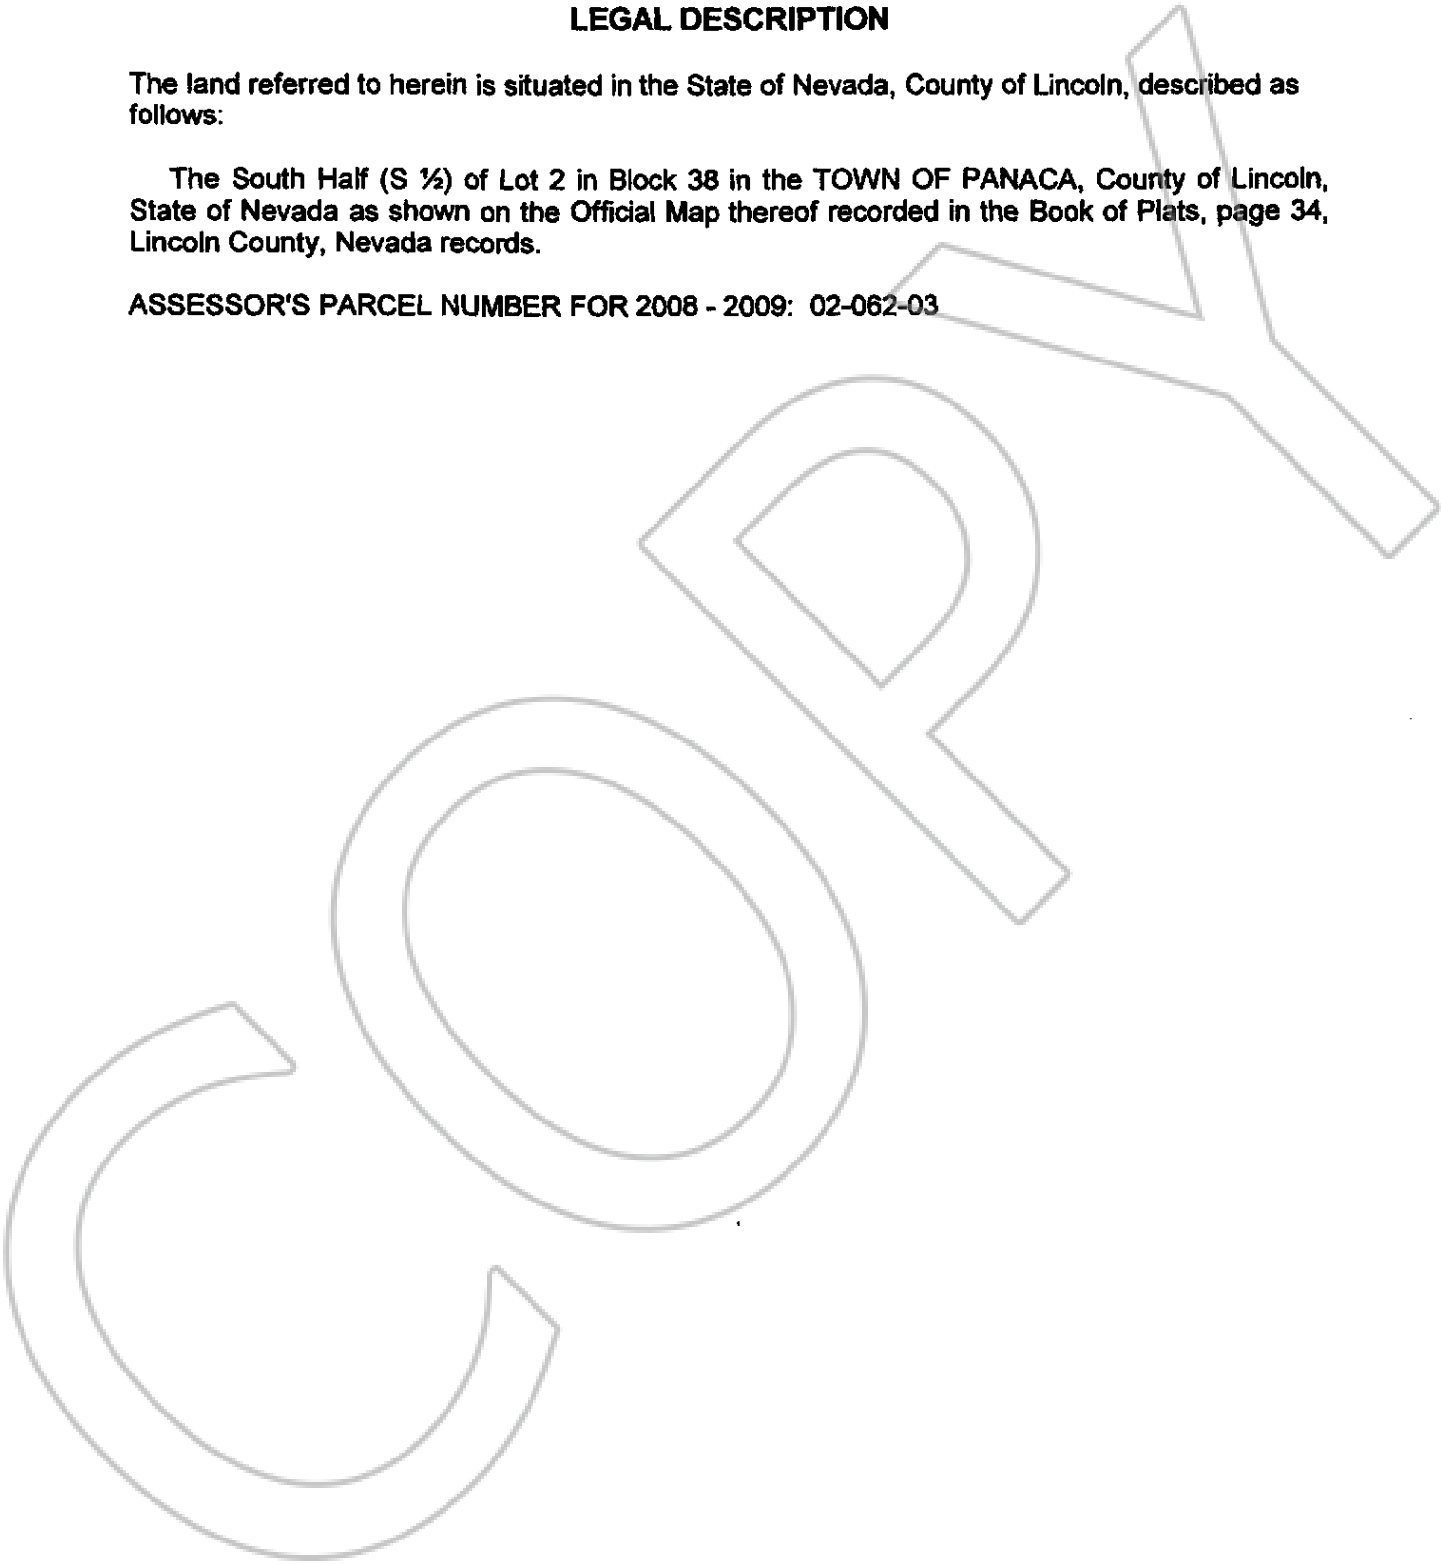 LEGAL DESCRIPTION
The land referred to herein is situated in the State of Nevada, County of Lincoln, described as
follows:
The South Half (S ½) of Lot 2 in Block 38 in the TOWN OF PANACA, County of Lincoln,
State of Nevada as shown on the Official Map thereof recorded in the Book of Plats, page 34,
Lincoln County, Nevada records.
ASSESSOR'S PARCEL NUMBER FOR 2008 - 2009: 02-062-03
COPY